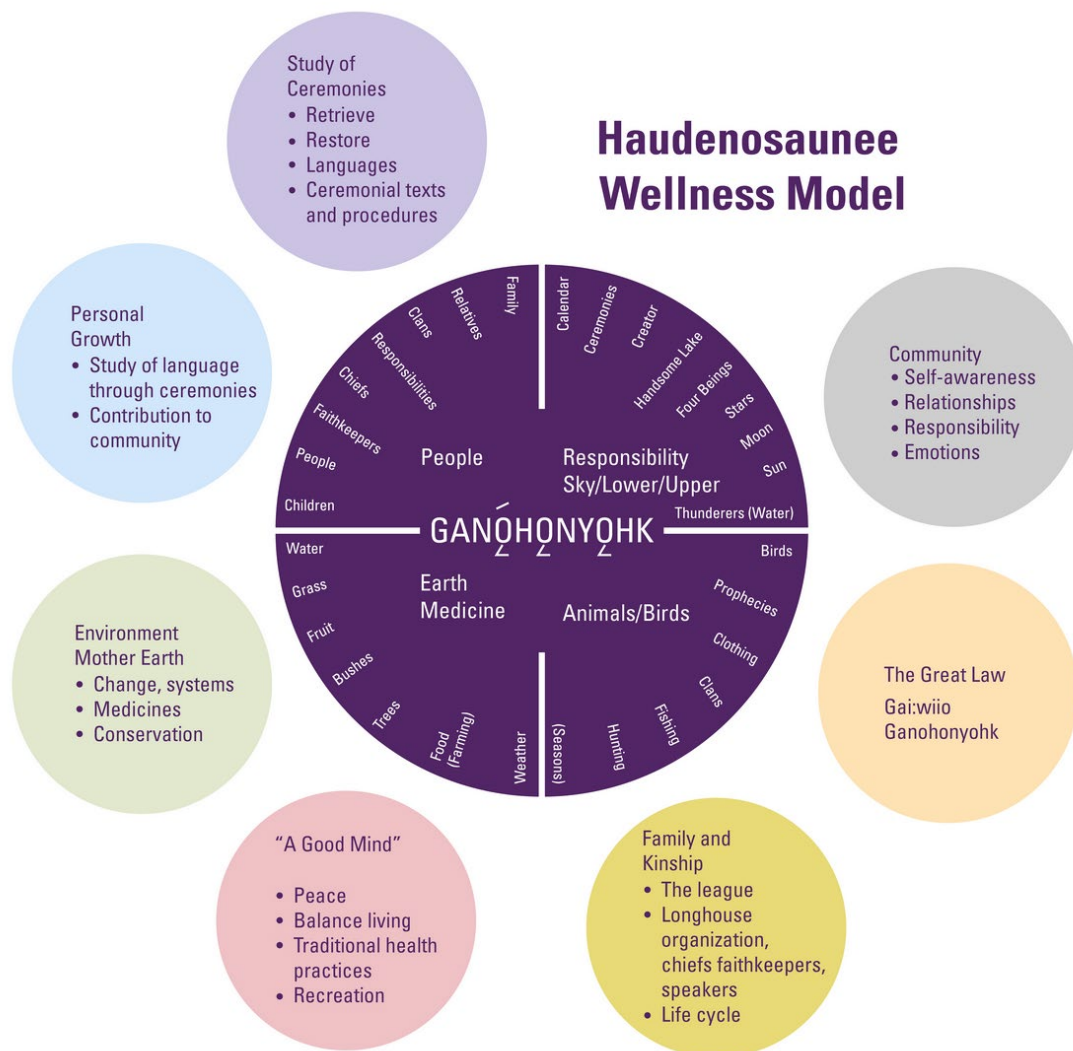 Haudenosaunee
Wellness Model
Study of
Ceremonies
• Retrieve
• Restore
• Languages
• Ceremonial texts
and procedures
Personal
Growth
• Study of language
through ceremonies
• Contribution to
community
Environment
Mother Earth
• Change, systems
• Medicines
• Conservation
"A Good Mind"
• Peace
• Balance living
• Traditional health
practices
• Recreation
Family and
Kinship
• The league
• Longhouse
organization,
chiefs faithkeepers,
speakers
• Life cycle
The Great Law
Gai:wiio
Ganohonyohk
Community
• Self-awareness
• Relationships
• Responsibility
• Emotions
People
Children
People
Faithkeepers
Chiefs
Responsibilities
Clans
Relatives
Family
Responsibility
Sky/Lower/Upper
Calendar
Ceremonies
Creator
Handsome Lake
Four Beings
Stars
Moon
Sun
Thunderers (Water)
GANǪ́HǪNYǪHK
Earth
Medicine
Water
Grass
Fruit
Bushes
Trees
Food
(Farming)
Weather
Animals/Birds
Birds
Prophecies
Clothing
Clans
Fishing
Hunting
(Seasons)